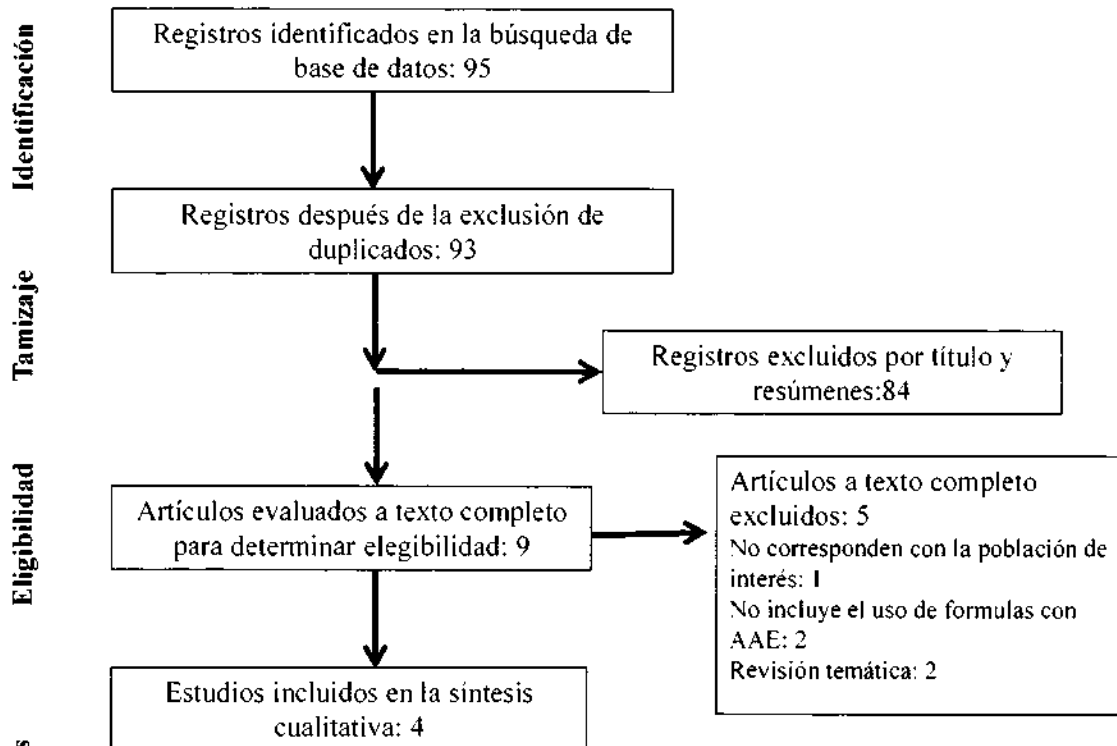 Identificación
Registros identificados en la búsqueda de
base de datos: 95
Registros después de la exclusión de
duplicados: 93
Tamizaje
Registros excluidos por título y
resúmenes:84
Eligibilidad
Artículos evaluados a texto completo
para determinar elegibilidad: 9
Artículos a texto completo
excluidos: 5
No corresponden con la población de
interés: 1
No incluye el uso de formulas con
AAE: 2
Revisión temática: 2
Estudios incluidos en la síntesis
cualitativa: 4